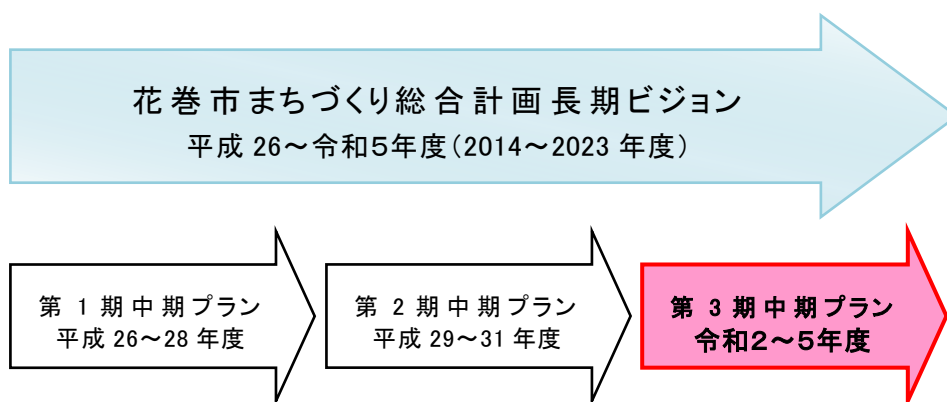 花巻市まちづくり総合計画長期ビジョン
平成 26～令和５年度（2014～2023 年度）
第 1 期中期プラン
平成 26～28 年度
第 2 期中期プラン
平成 29～31 年度
第 3 期中期プラン
令和２～５年度